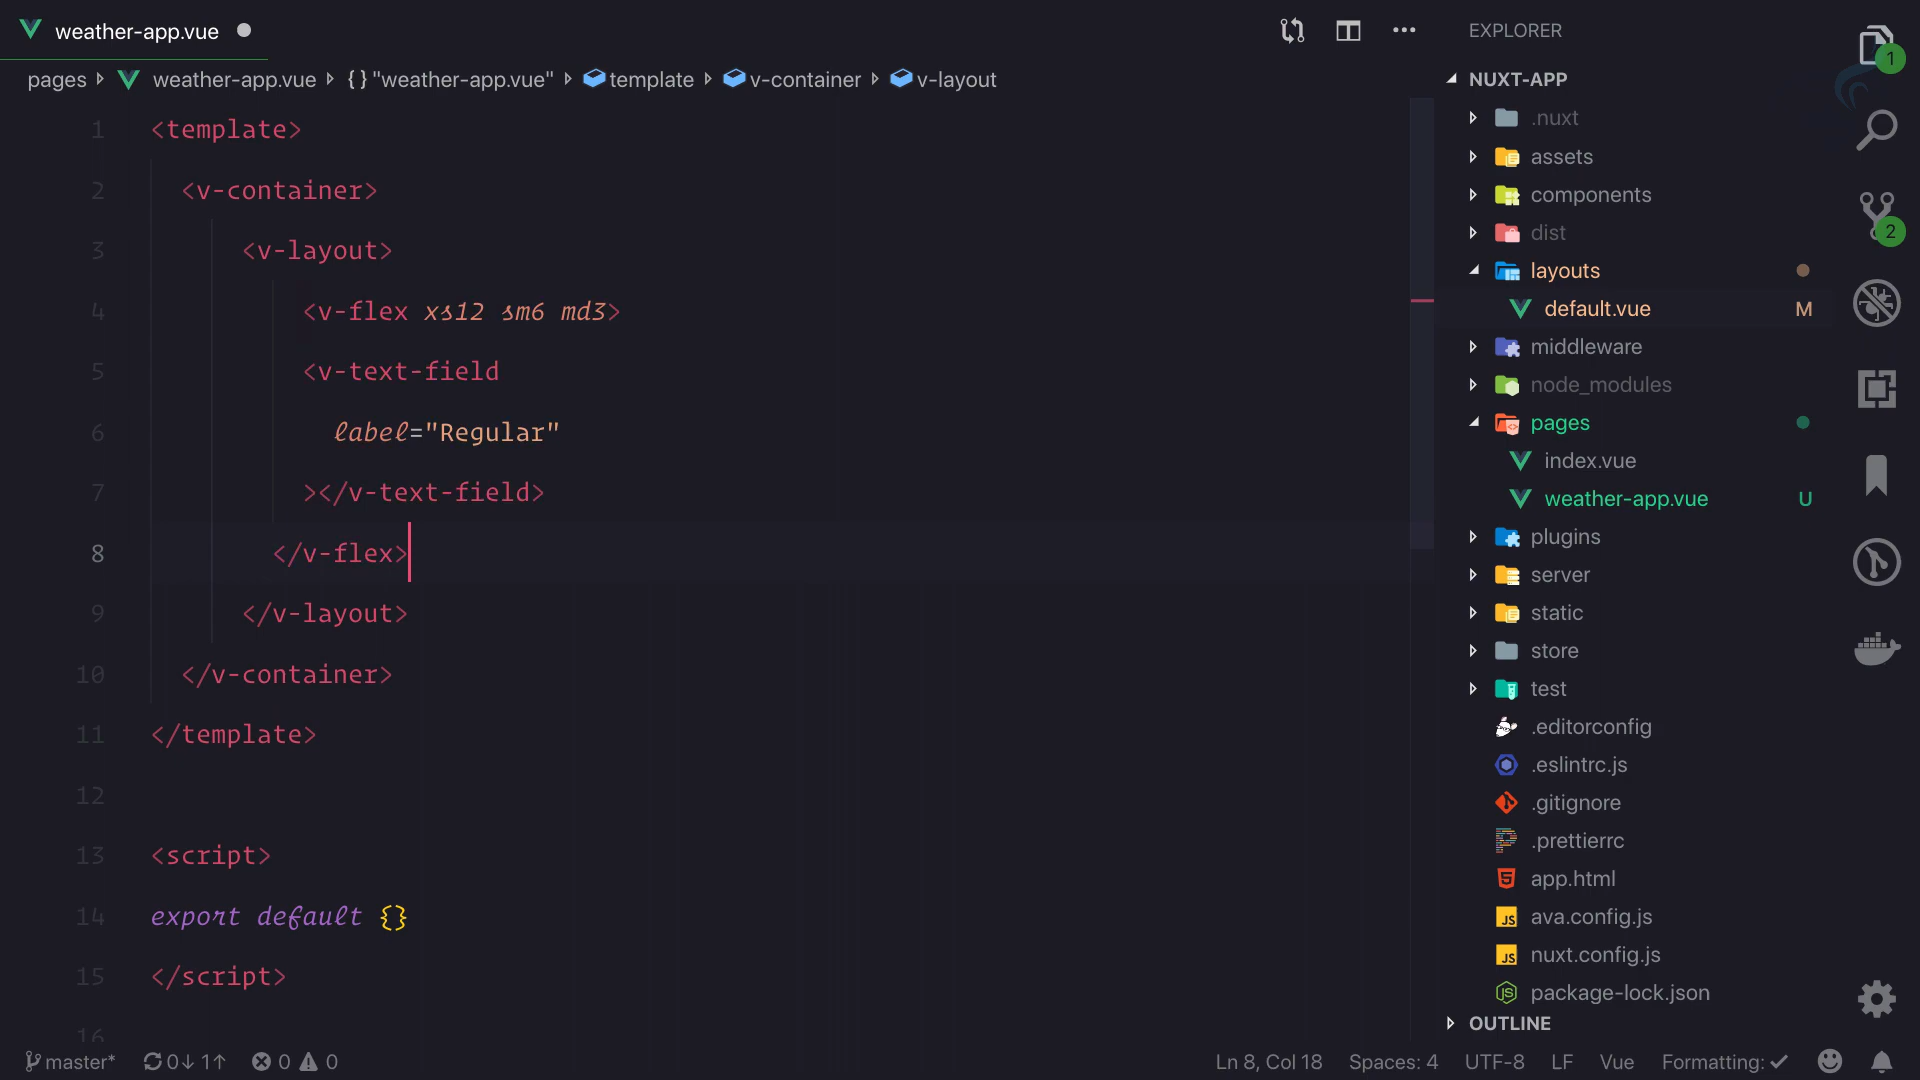 weather-app.vue
EXPLORER
1
pages weather-app.vue {} "weather-app.vue" template v-container v-layout
NUXT-APP
1 <template>
2 <v-container>
3 <v-layout>
4 <v-flex xs12 sm6 md3>
5 <v-text-field
6 label="Regular"
7 ></v-text-field>
8 </v-flex>
9 </v-layout>
10 </v-container>
11 </template>
12
13 <script>
14 export default {}
15 </script>
16
.nuxt
assets
components
dist
2
layouts
default.vue M
middleware
node_modules
pages
index.vue
weather-app.vue U
plugins
server
static
store
test
.editorconfig
.eslintrc.js
.gitignore
.prettierrc
app.html
JS ava.config.js
JS nuxt.config.js
package-lock.json
OUTLINE
master* 0↓ 1↑ 0 0 Ln 8, Col 18 Spaces: 4 UTF-8 LF Vue Formatting: ✓